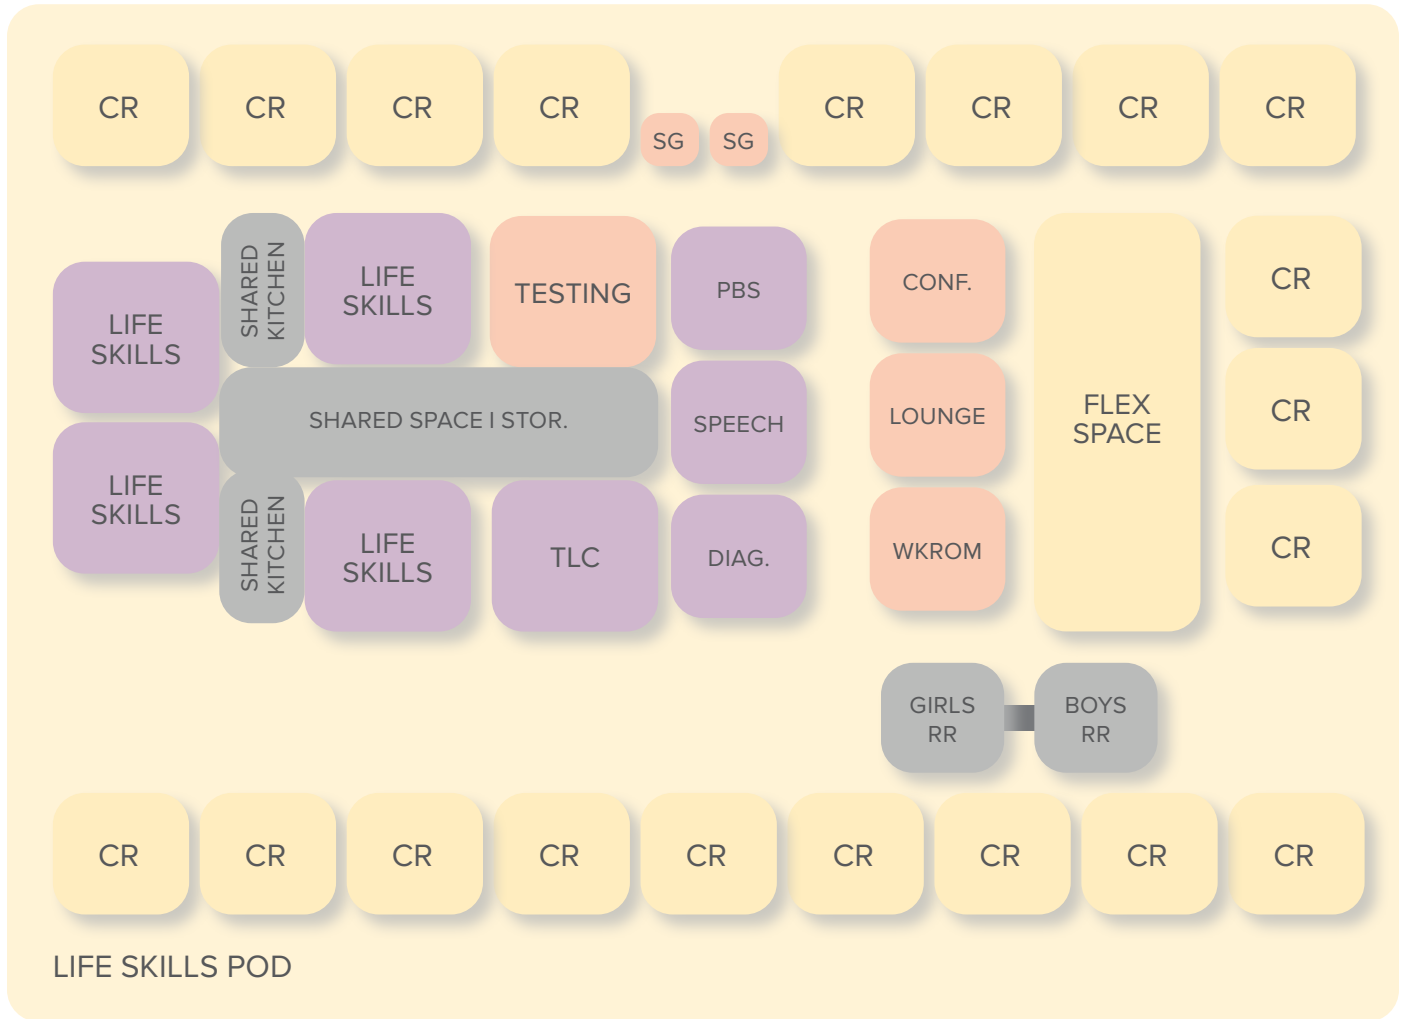 CR
CR
CR
CR
SG
SG
CR
CR
CR
CR
LIFE
SKILLS
SHARED
KITCHEN
LIFE
SKILLS
TESTING
PBS
CONF.
FLEX
SPACE
CR
LIFE
SKILLS
SHARED SPACE I STOR.
SPEECH
LOUNGE
CR
SHARED
KITCHEN
LIFE
SKILLS
TLC
DIAG.
WKROM
CR
GIRLS
RR
BOYS
RR
CR
CR
CR
CR
CR
CR
CR
CR
CR
LIFE SKILLS POD